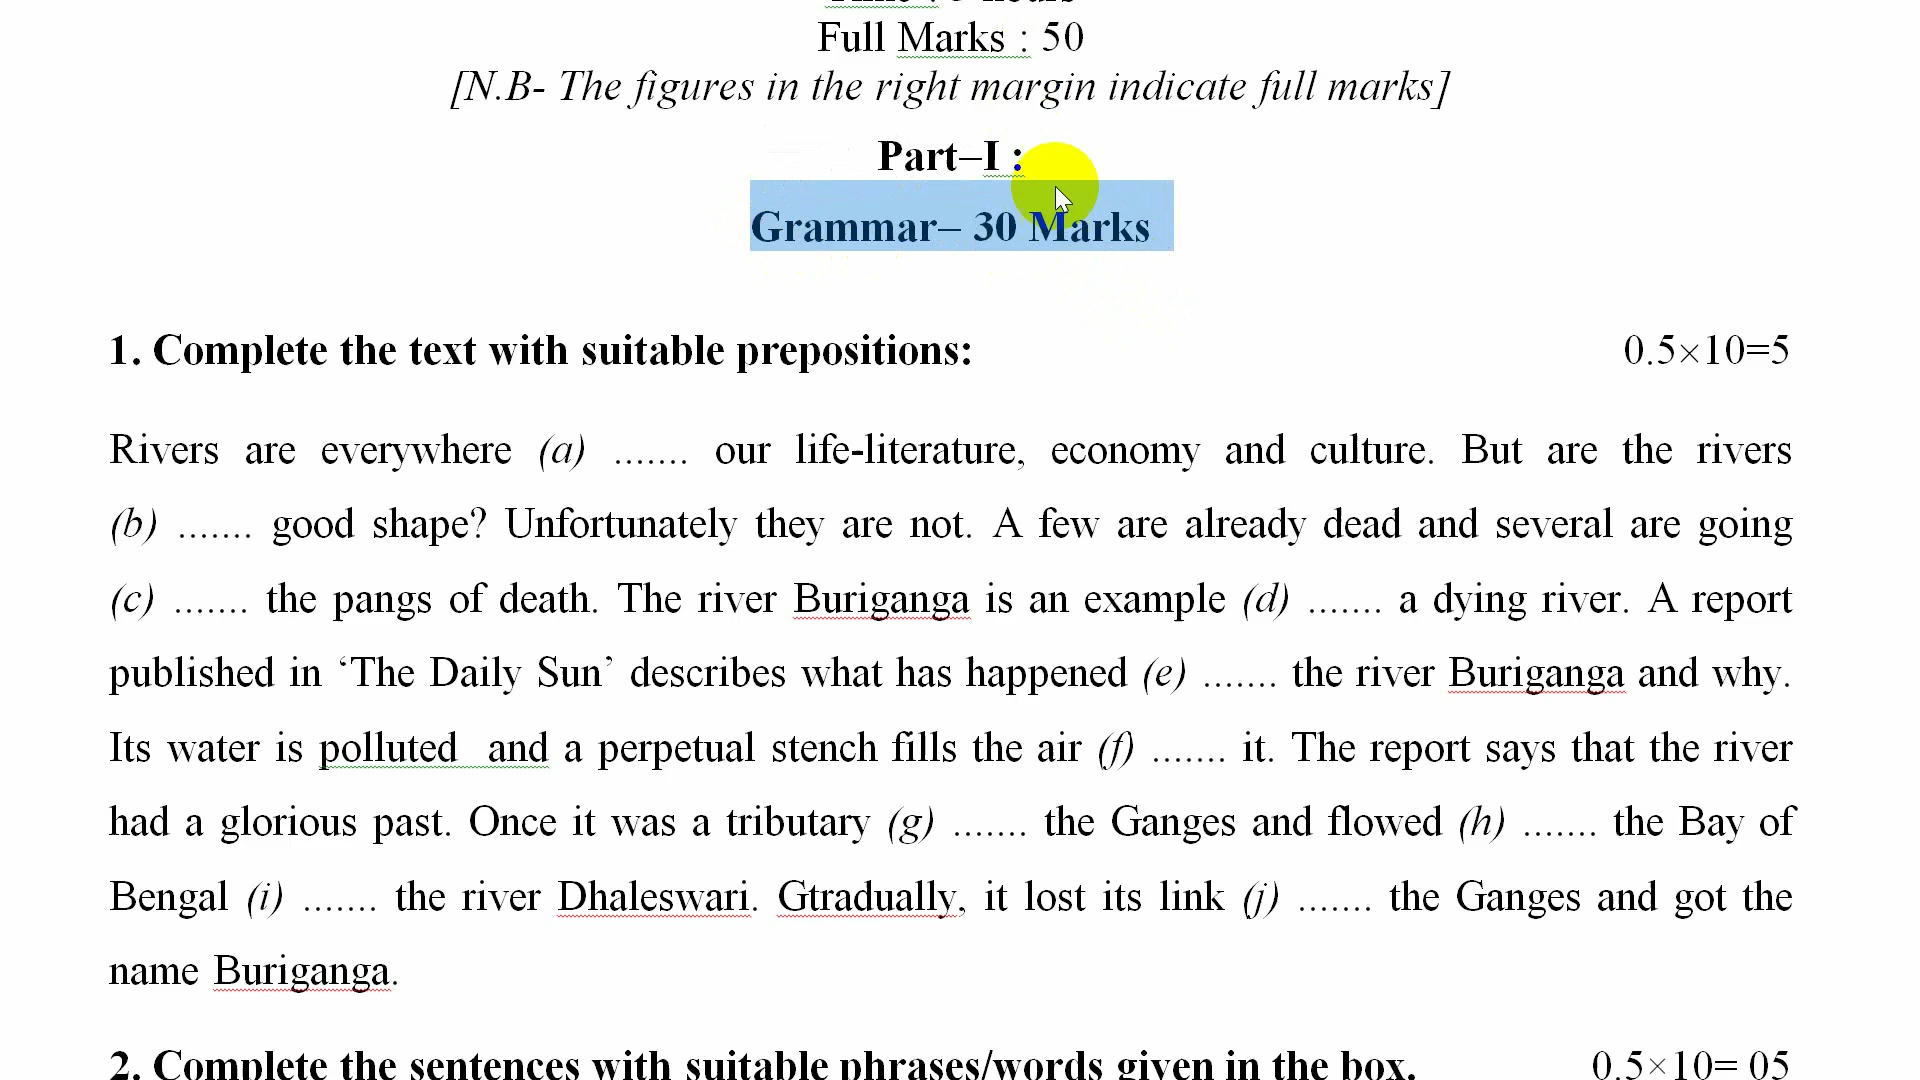 Full Marks : 50
[N.B- The figures in the right margin indicate full marks]
Part–I :
Grammar– 30 Marks
1. Complete the text with suitable prepositions: 0.5×10=5
Rivers are everywhere (a) ....... our life-literature, economy and culture. But are the rivers
(b) ....... good shape? Unfortunately they are not. A few are already dead and several are going
(c) ....... the pangs of death. The river Buriganga is an example (d) ....... a dying river. A report
published in ‘The Daily Sun’ describes what has happened (e) ....... the river Buriganga and why.
Its water is polluted  and a perpetual stench fills the air (f) ....... it. The report says that the river
had a glorious past. Once it was a tributary (g) ....... the Ganges and flowed (h) ....... the Bay of
Bengal (i) ....... the river Dhaleswari. Gtradually, it lost its link (j) ....... the Ganges and got the
name Buriganga.
2. Complete the sentences with suitable phrases/words given in the box. 0.5×10= 05